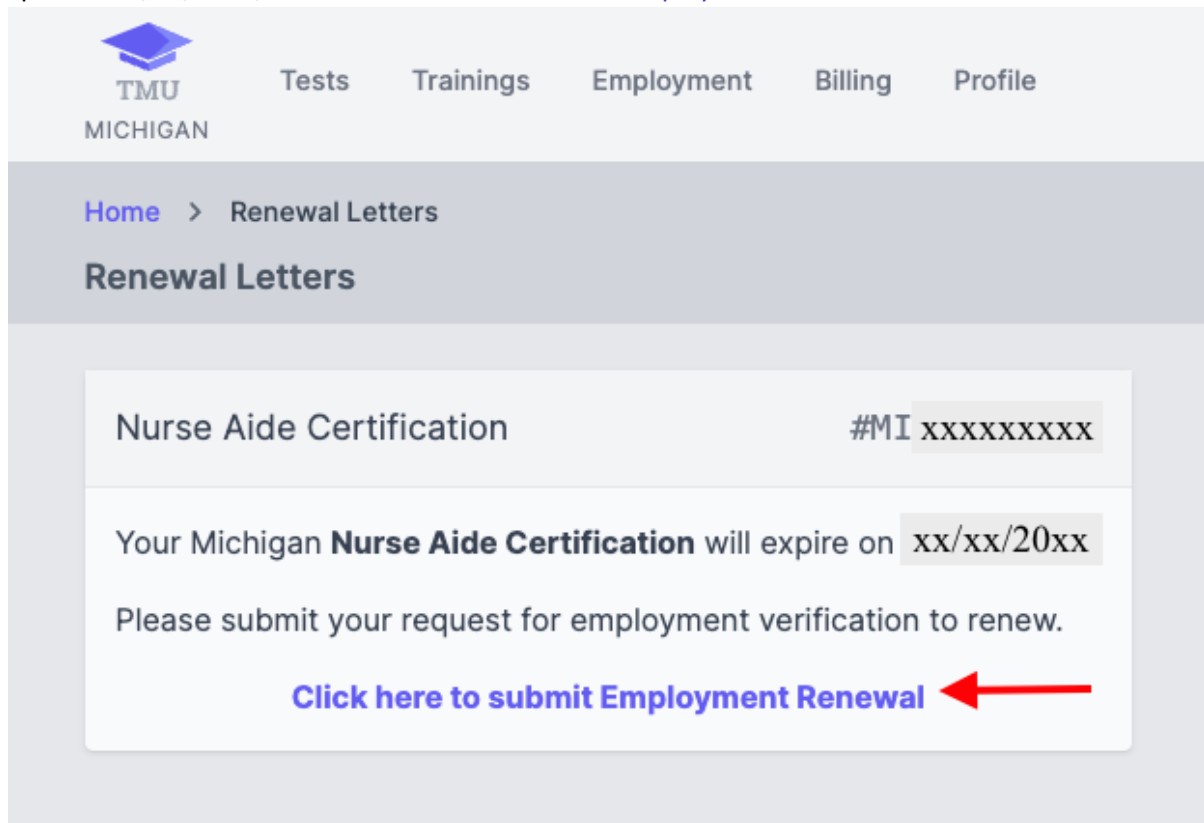 TMU
MICHIGAN
Tests Trainings Employment Billing Profile
Home > Renewal Letters
Renewal Letters
Nurse Aide Certification #MI xxxxxxxxx
Your Michigan Nurse Aide Certification will expire on xx/xx/20xx
Please submit your request for employment verification to renew.
Click here to submit Employment Renewal